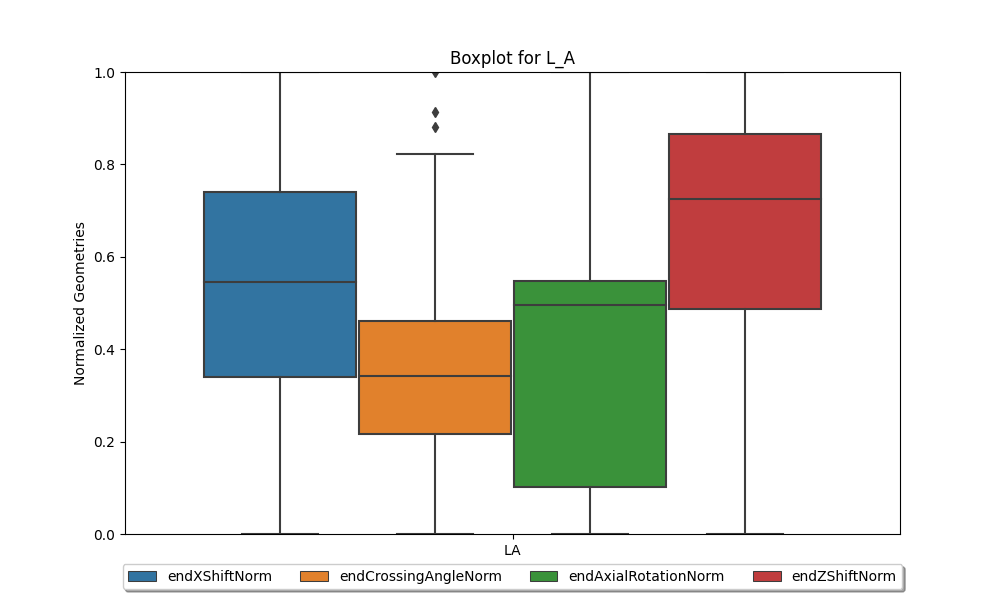 Boxplot for L_A
1.0
0.8
0.6
0.4
0.2
0.0
Normalized Geometries
LA
endXShiftNorm endCrossingAngleNorm endAxialRotationNorm endZShiftNorm